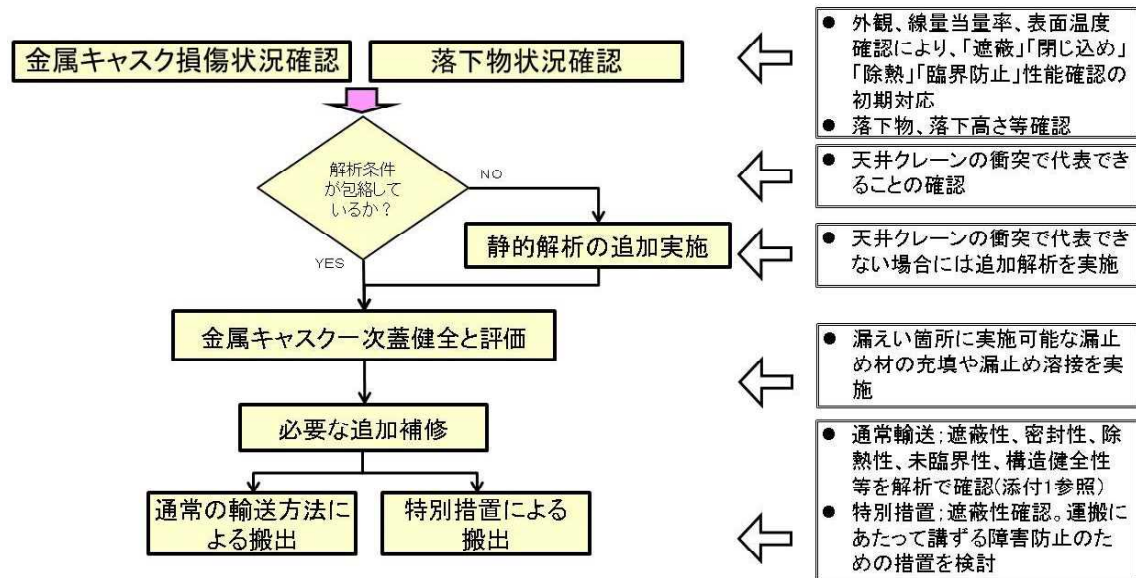 金属キャスク損傷状況確認
落下物状況確認
解析条件
が包絡して
いるか？
NO
YES
静的解析の追加実施
金属キャスク一次蓋健全と評価
必要な追加補修
通常の輸送方法に
よる搬出
特別措置による
搬出
● 外観、線量当量率、表面温度
確認により、「遮蔽」「閉じ込め」
「除熱」「臨界防止」性能確認の
初期対応
● 落下物、落下高さ等確認
● 天井クレーンの衝突で代表でき
ることの確認
● 天井クレーンの衝突で代表でき
ない場合には追加解析を実施
● 漏えい箇所に実施可能な漏止
め材の充填や漏止め溶接を実
施
● 通常輸送;遮蔽性、密封性、除
熱性、未臨界性、構造健全性
等を解析で確認(添付1参照)
● 特別措置;遮蔽性確認。運搬に
あたって講ずる障害防止のた
めの措置を検討